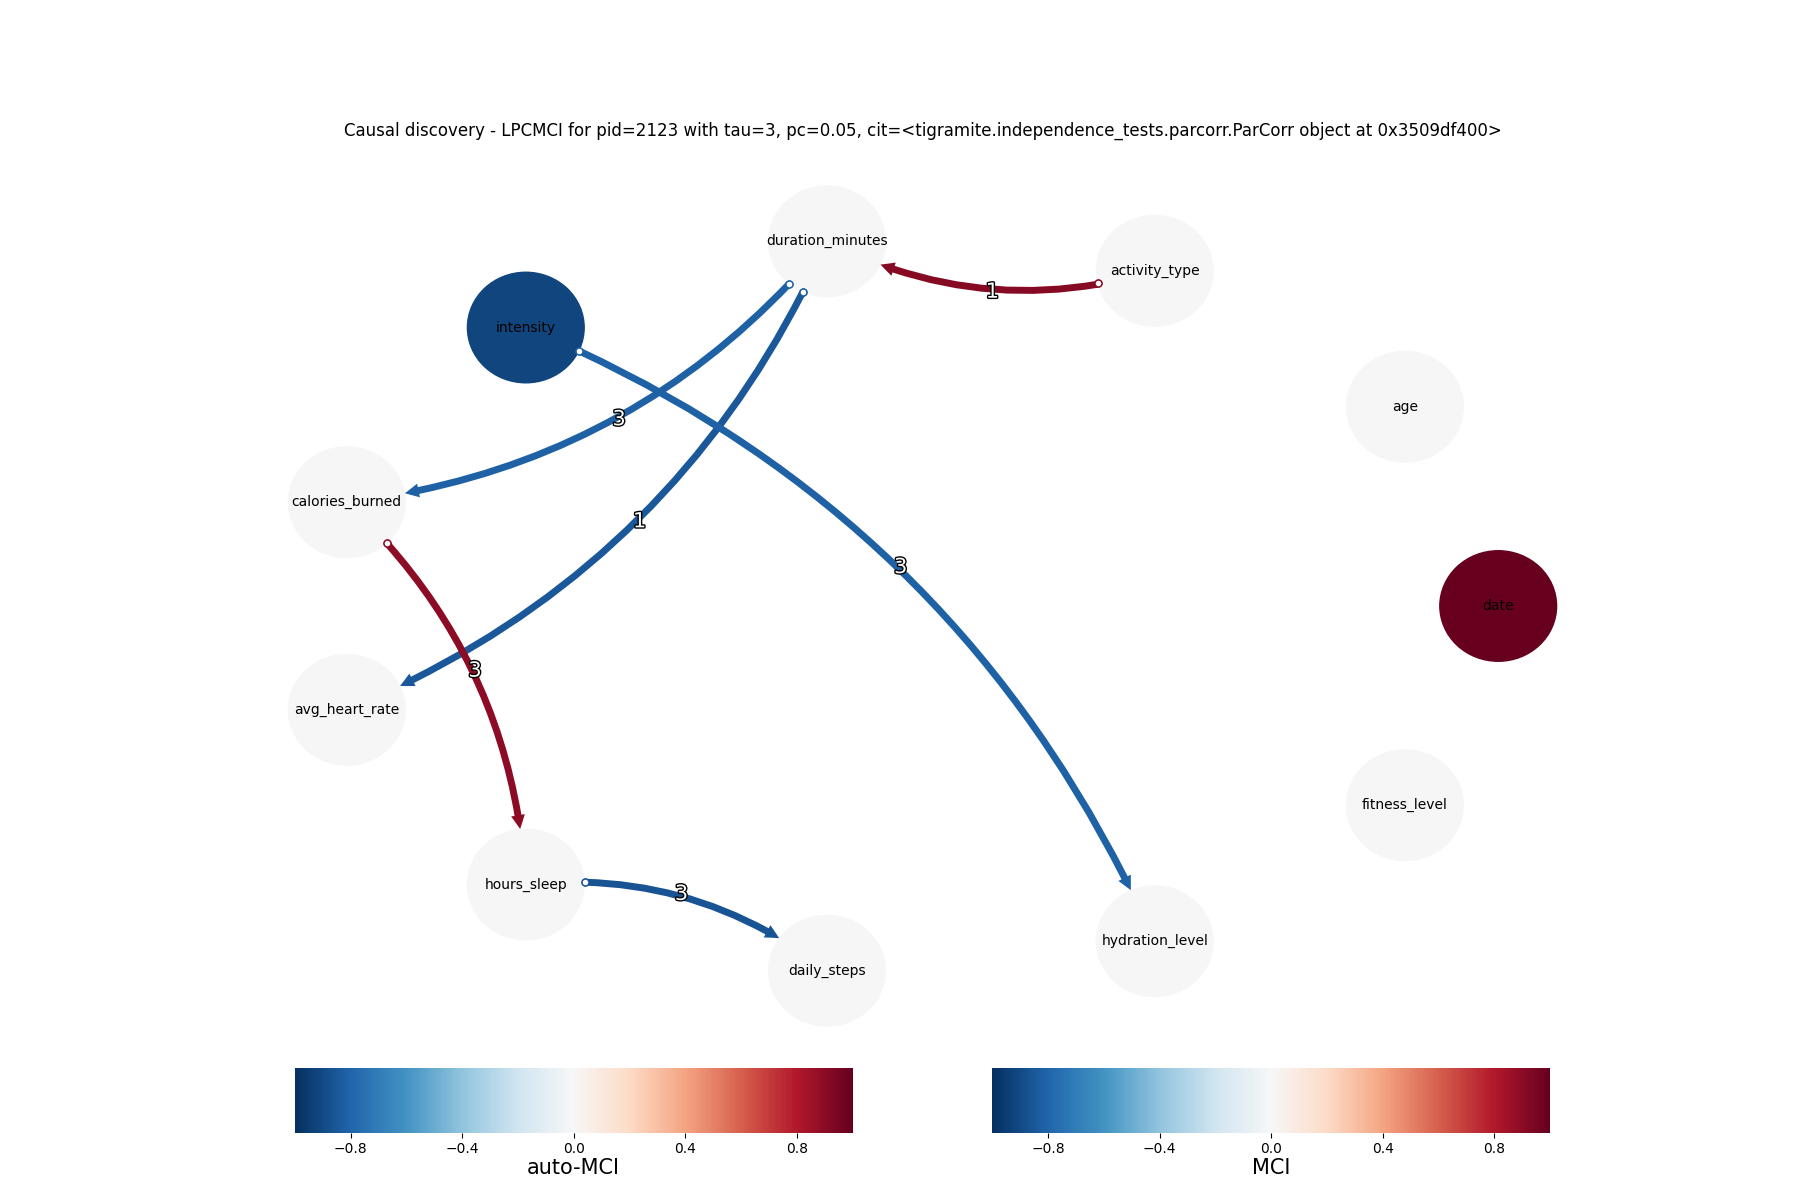 Causal discovery - LPCMCI for pid=2123 with tau=3, pc=0.05, cit=<tigramite.independence_tests.parcorr.ParCorr object at 0x3509df400>
duration_minutes
activity_type
1
intensity
age
3
calories_burned
1
3
date
3
avg_heart_rate
fitness_level
hours_sleep
3
hydration_level
daily_steps
−0.8 −0.4 0.0 0.4 0.8
auto-MCI
−0.8 −0.4 0.0 0.4 0.8
MCI